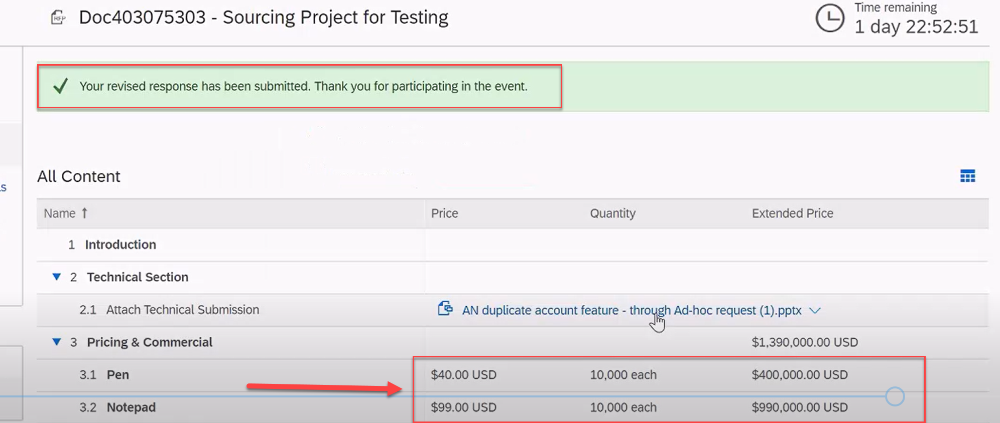 RFP Doc403075303 - Sourcing Project for Testing
Time remaining
1 day 22:52:51
Your revised response has been submitted. Thank you for participating in the event.
All Content
Name ↑ Price Quantity Extended Price
1 Introduction
▼ 2 Technical Section
2.1 Attach Technical Submission AN duplicate account feature - through Ad-hoc request (1).pptx
▼ 3 Pricing & Commercial $1,390,000.00 USD
3.1 Pen $40.00 USD 10,000 each $400,000.00 USD
3.2 Notepad $99.00 USD 10,000 each $990,000.00 USD